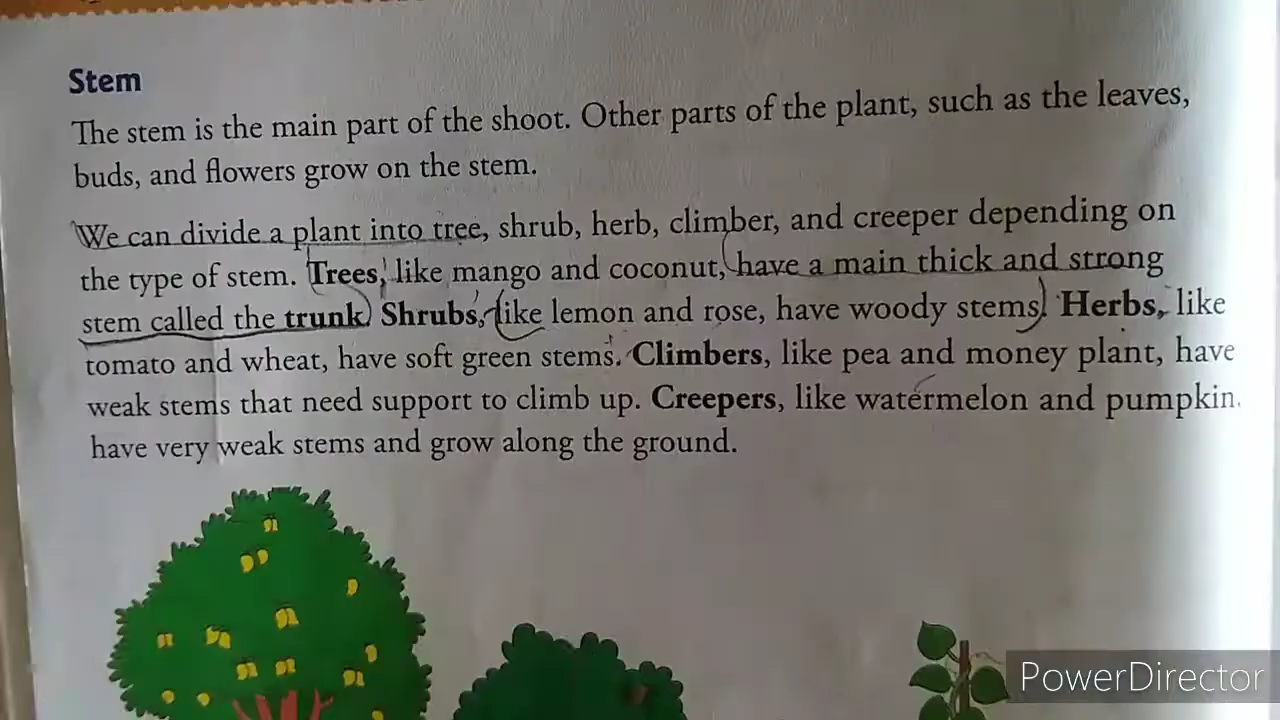 Stem
The stem is the main part of the shoot. Other parts of the plant, such as the leaves,
buds, and flowers grow on the stem.
We can divide a plant into tree, shrub, herb, climber, and creeper depending on
the type of stem. Trees, like mango and coconut, have a main thick and strong
stem called the trunk. Shrubs, like lemon and rose, have woody stems. Herbs, like
tomato and wheat, have soft green stems. Climbers, like pea and money plant, have
weak stems that need support to climb up. Creepers, like watermelon and pumpkin,
have very weak stems and grow along the ground.
PowerDirector